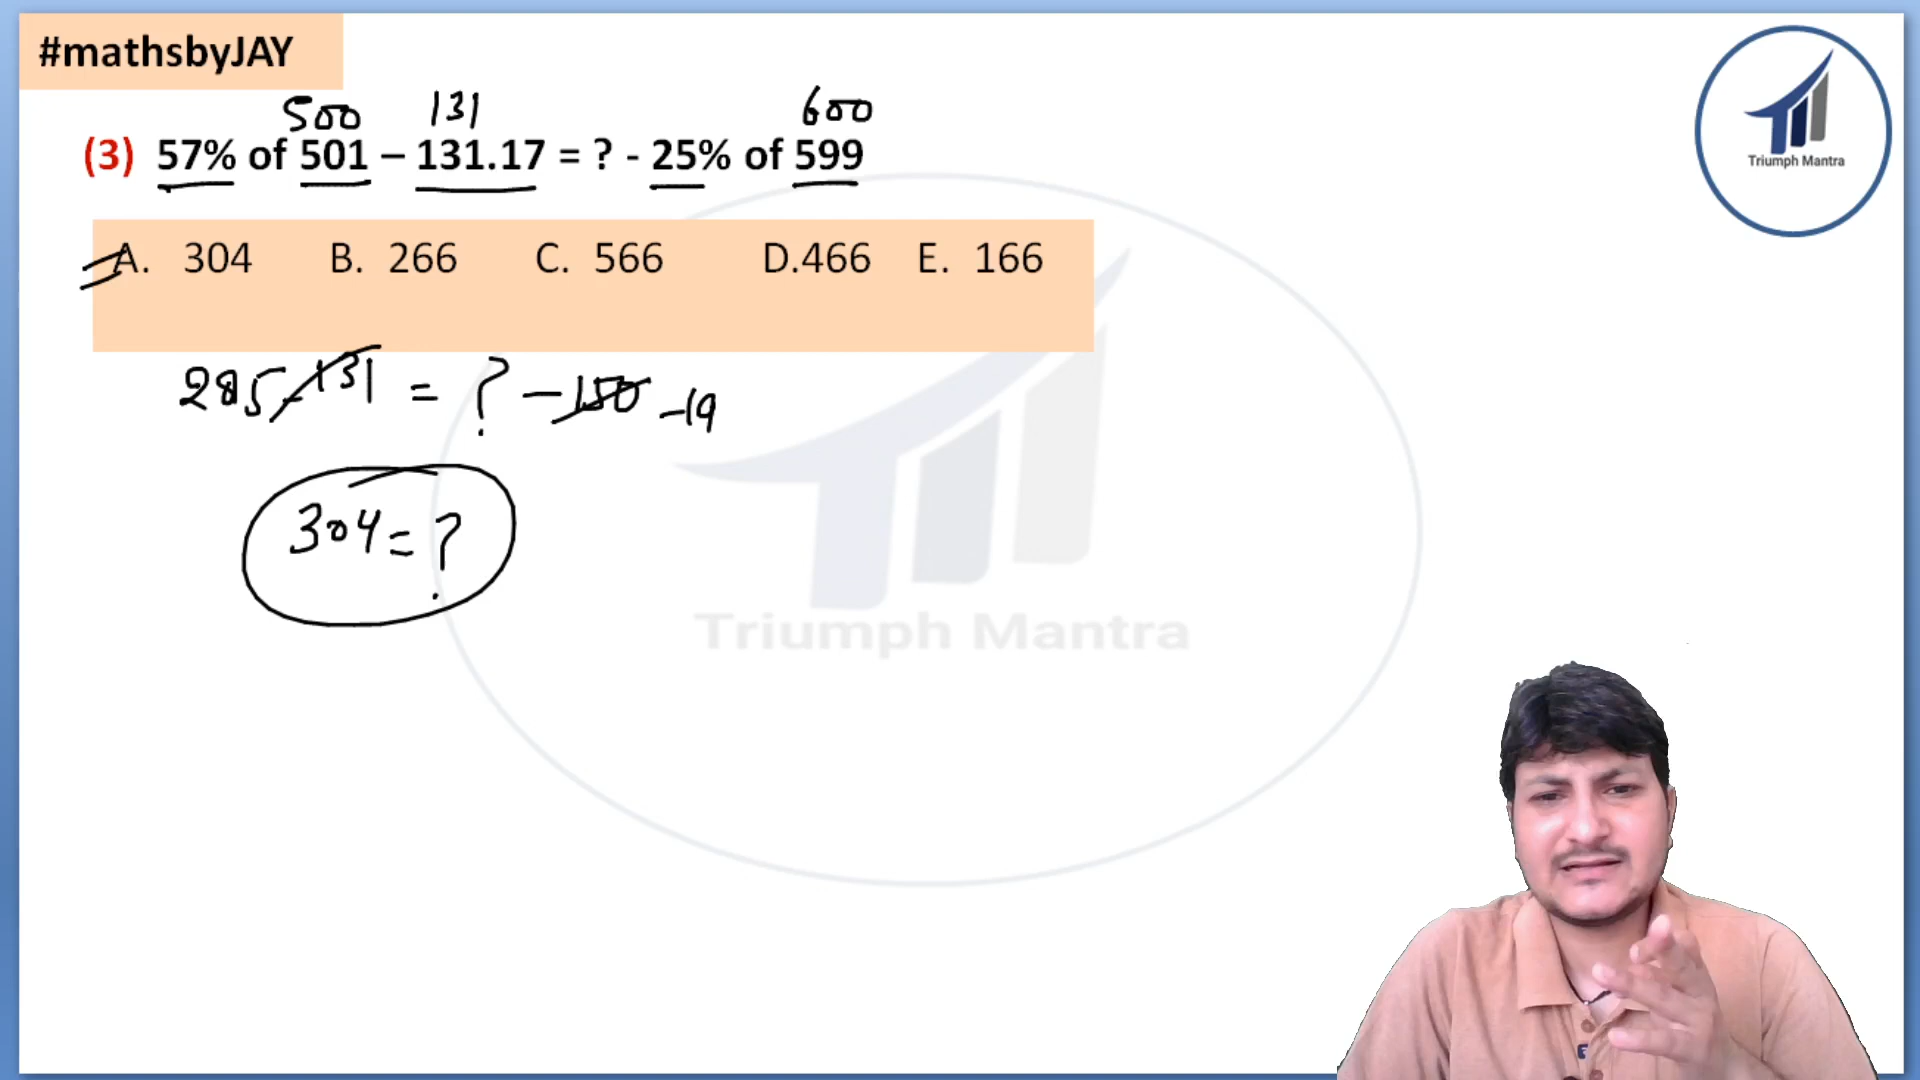 #mathsbyJAY
500 131 600
(3) 57% of 501 – 131.17 = ? - 25% of 599
A. 304 B. 266 C. 566 D.466 E. 166
285 - 131 = ? - 150 -19
304 = ?
Triumph Mantra
Triumph Mantra